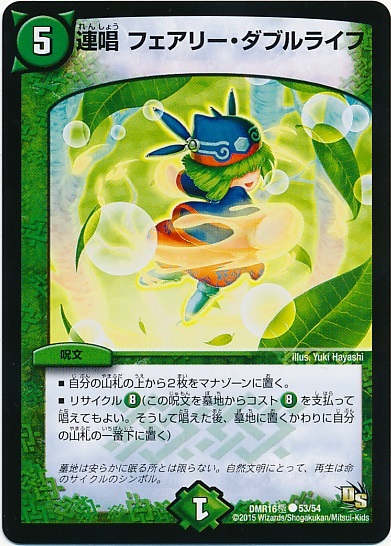 5
れんしょう
連唱 フェアリー・ダブルライフ
呪文
illus. Yuki Hayashi
■ 自分の山札の上から2枚をマナゾーンに置く。
■ リサイクル⑧(この呪文を墓地からコスト⑧を支払って
唱えてもよい。そうして唱えた後、墓地に置くかわりに自分
の山札の一番下に置く)
墓地は安らかに眠る所とは限らない。自然文明にとって、再生は命
のサイクルのシンボル。
1
DS
DMR16極 ● 53/54
©2015 Wizards/Shogakukan/Mitsui-Kids